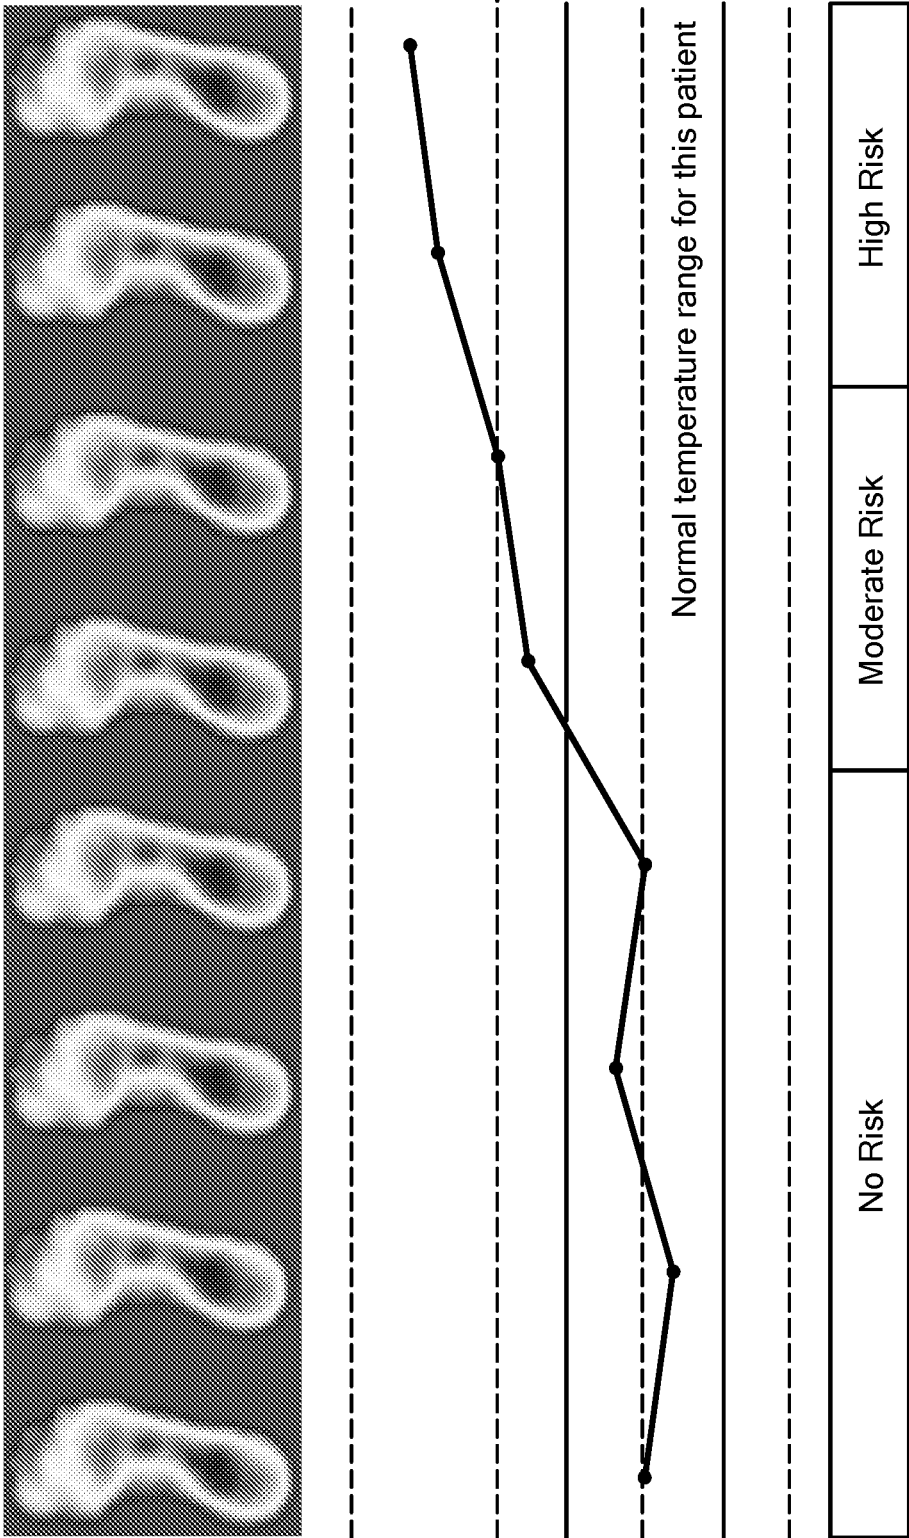 Normal temperature range for this patient
No Risk
Moderate Risk
High Risk